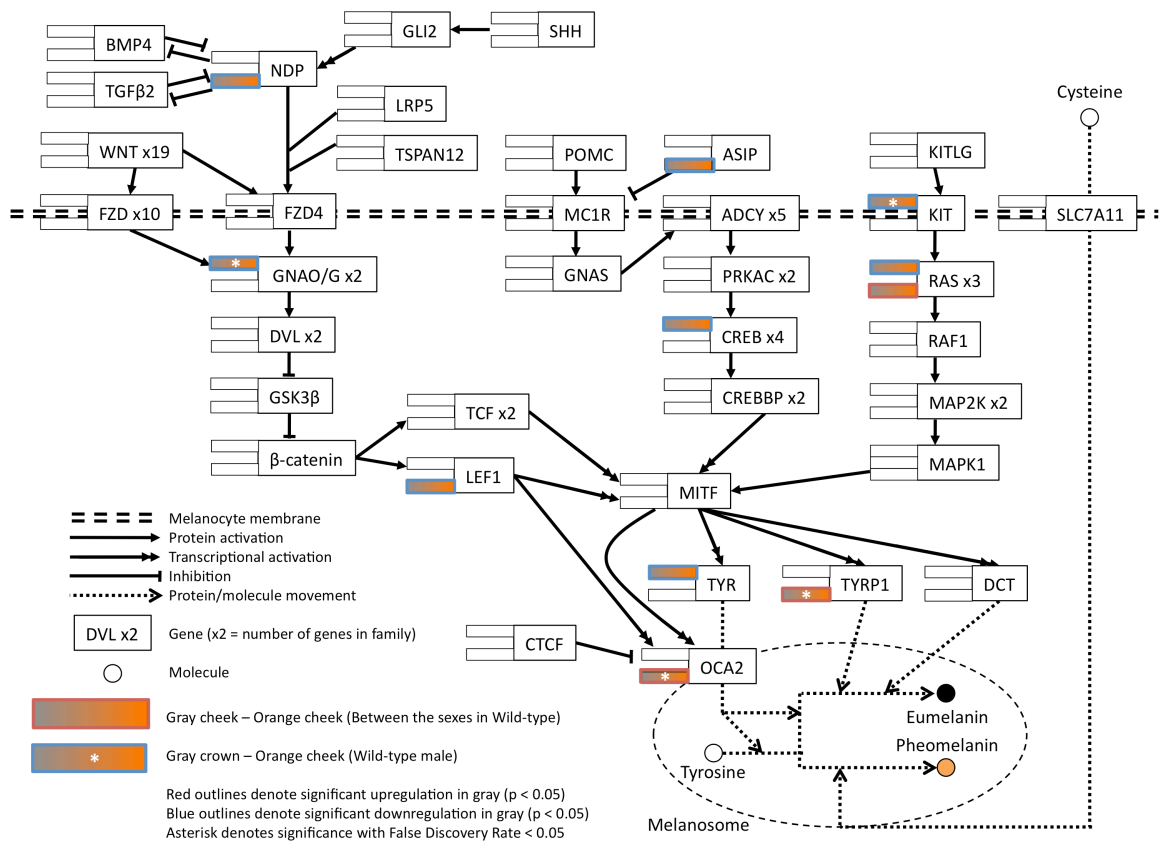 GLI2
SHH
BMP4
NDP
TGFβ2
LRP5
Cysteine
WNT x19
TSPAN12
POMC
ASIP
KITLG
FZD x10
FZD4
MC1R
ADCY x5
*
KIT
SLC7A11
*
GNAO/G x2
GNAS
PRKAC x2
RAS x3
DVL x2
CREB x4
RAF1
GSK3β
TCF x2
CREBBP x2
MAP2K x2
β-catenin
LEF1
MITF
MAPK1
Melanocyte membrane
Protein activation
Transcriptional activation
Inhibition
Protein/molecule movement
TYR
*
TYRP1
DCT
DVL x2
Gene (x2 = number of genes in family)
CTCF
*
OCA2
Molecule
Gray cheek – Orange cheek (Between the sexes in Wild-type)
Eumelanin
*
Gray crown – Orange cheek (Wild-type male)
Pheomelanin
Tyrosine
Red outlines denote significant upregulation in gray (p < 0.05)
Blue outlines denote significant downregulation in gray (p < 0.05)
Asterisk denotes significance with False Discovery Rate < 0.05
Melanosome